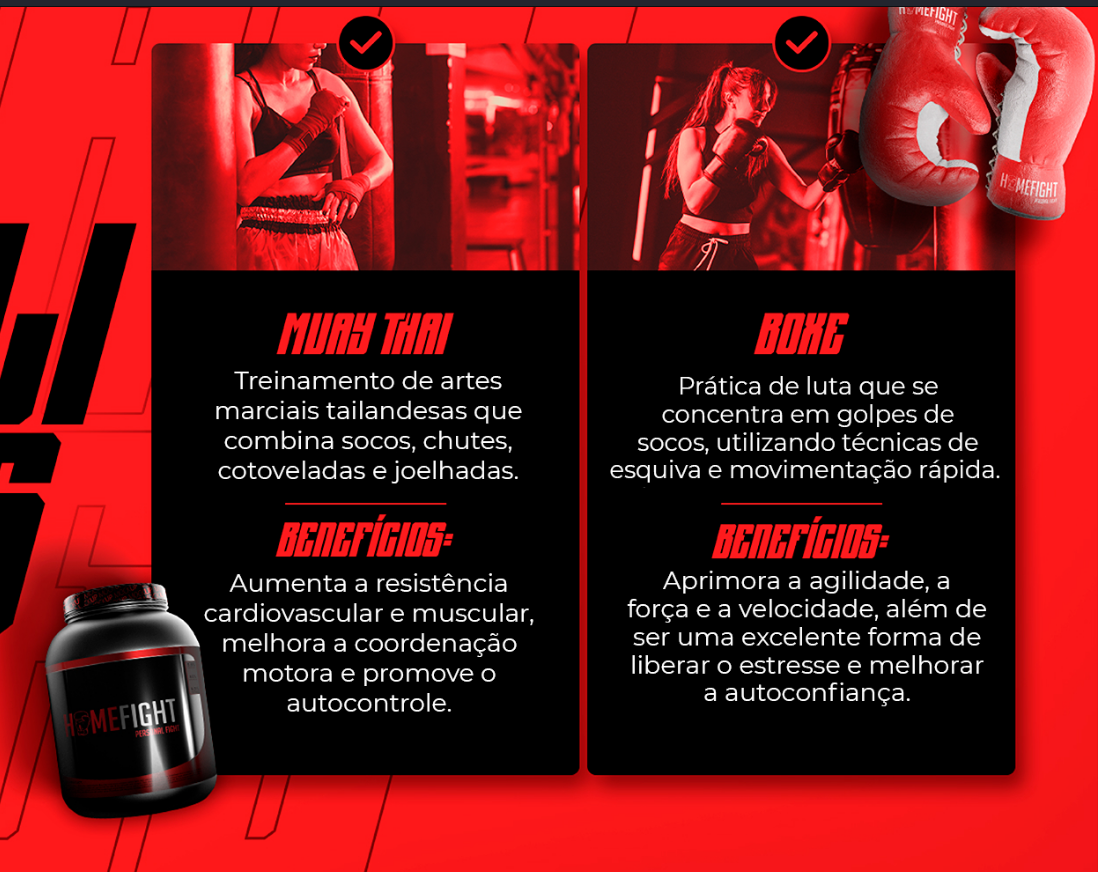 HOMEFIGHT
HOMEFIGHT
PERSONAL FIGHT
MUAY THAI
Treinamento de artes
marciais tailandesas que
combina socos, chutes,
cotoveladas e joelhadas.
BENEFÍCIOS:
Aumenta a resistência
cardiovascular e muscular,
melhora a coordenação
motora e promove o
autocontrole.
BOXE
Prática de luta que se
concentra em golpes de
socos, utilizando técnicas de
esquiva e movimentação rápida.
BENEFÍCIOS:
Aprimora a agilidade, a
força e a velocidade, além de
ser uma excelente forma de
liberar o estresse e melhorar
a autoconfiança.
HOMEFIGHT
PERSONAL FIGHT